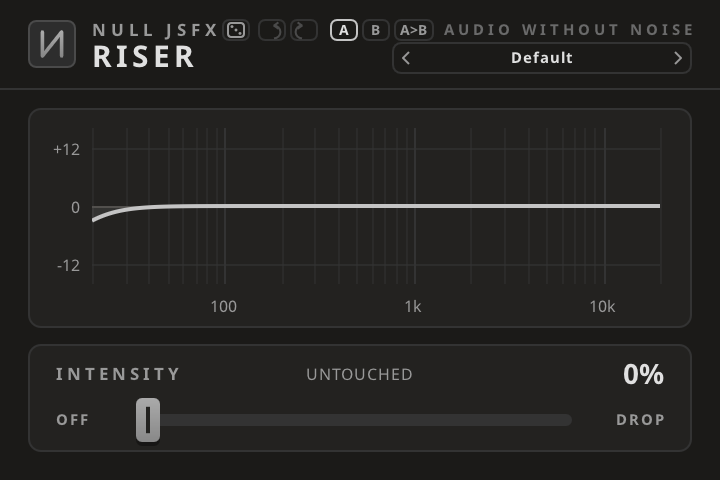 NULL JSFX A B A>B AUDIO WITHOUT NOISE
RISER Default
+12
0
-12
100 1k 10k
INTENSITY UNTOUCHED 0%
OFF DROP